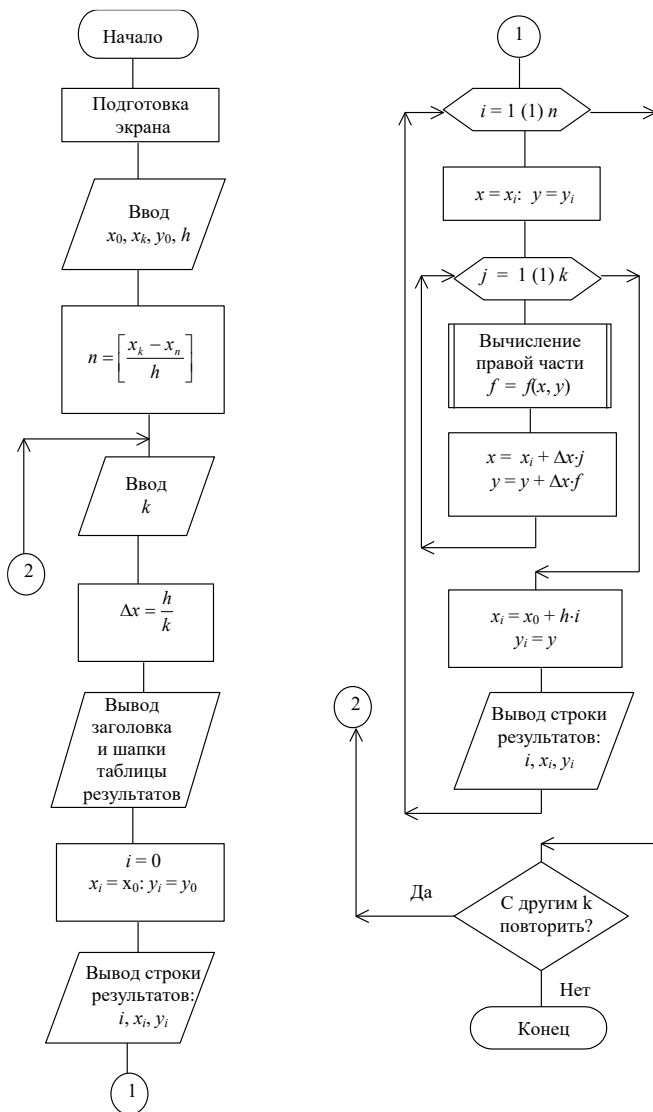 Начало
Подготовка
экрана
Ввод
x₀, xₖ, y₀, h
n = [(xₖ − xₙ)/h]
Ввод
k
2
Δx = h/k
Вывод
заголовка
и шапки
таблицы
результатов
i = 0
xᵢ = x₀: yᵢ = y₀
Вывод строки
результатов:
i, xᵢ, yᵢ
1
1
i = 1 (1) n
x = xᵢ: y = yᵢ
j = 1 (1) k
Вычисление
правой части
f = f(x, y)
x = xᵢ + Δx·j
y = y + Δx·f
xᵢ = x₀ + h·i
yᵢ = y
2
Вывод строки
результатов:
i, xᵢ, yᵢ
Да
С другим k
повторить?
Нет
Конец